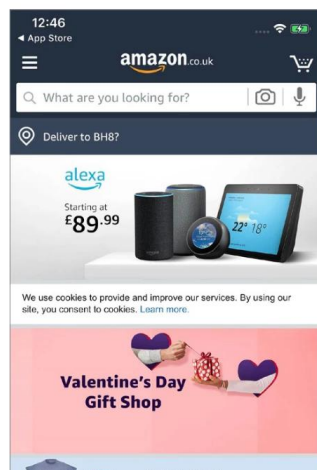 12:46
App Store
amazon.co.uk
What are you looking for?
Deliver to BH8?
alexa
Starting at
£89.99
22° 18°
We use cookies to provide and improve our services. By using our
site, you consent to cookies. Learn more.
Valentine's Day
Gift Shop